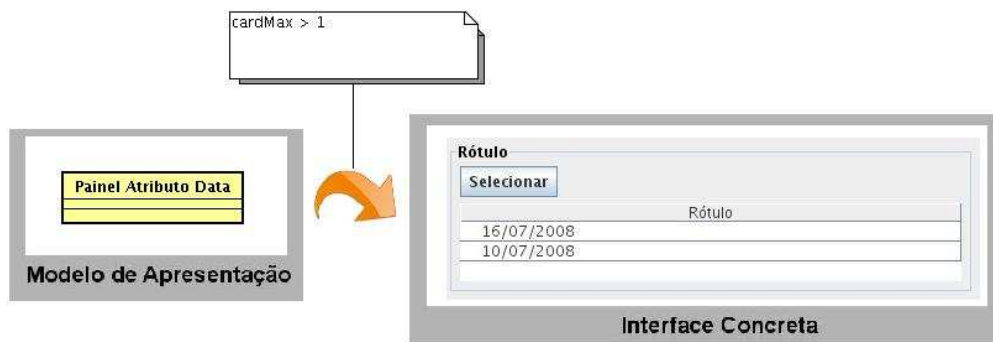 cardMax > 1
Painel Atributo Data
Modelo de Apresentação
Rótulo
Selecionar
Rótulo
16/07/2008
10/07/2008
Interface Concreta